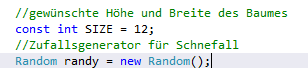 //gewünschte Höhe und Breite des Baumes
const int SIZE = 12;
//Zufallsgenerator für Schnefall
Random randy = new Random();